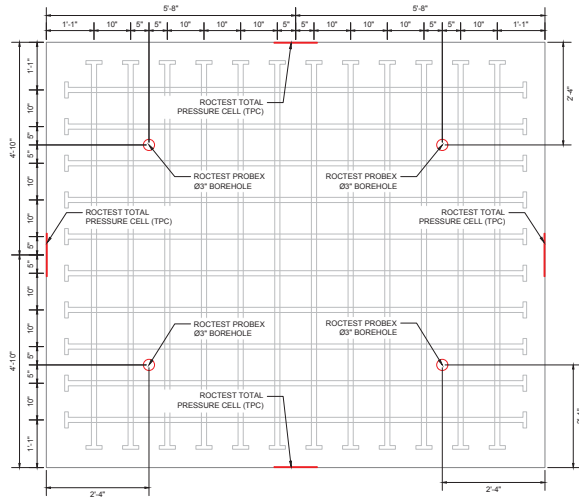 5'-8" 5'-8"
1'-1" 10" 5" 5" 10" 10" 10" 5" 5" 10" 10" 10" 5" 5" 10" 1'-1"
4'-10"
4'-10"
1'-1"
10"
5"
5"
10"
10"
5"
5"
10"
10"
5"
5"
10"
1'-1"
2'-4"
ROCTEST TOTAL
PRESSURE CELL (TPC)
ROCTEST PROBEX
Ø3" BOREHOLE
ROCTEST PROBEX
Ø3" BOREHOLE
ROCTEST TOTAL
PRESSURE CELL (TPC)
ROCTEST TOTAL
PRESSURE CELL (TPC)
ROCTEST PROBEX
Ø3" BOREHOLE
ROCTEST PROBEX
Ø3" BOREHOLE
ROCTEST TOTAL
PRESSURE CELL (TPC)
2'-4"
2'-4"